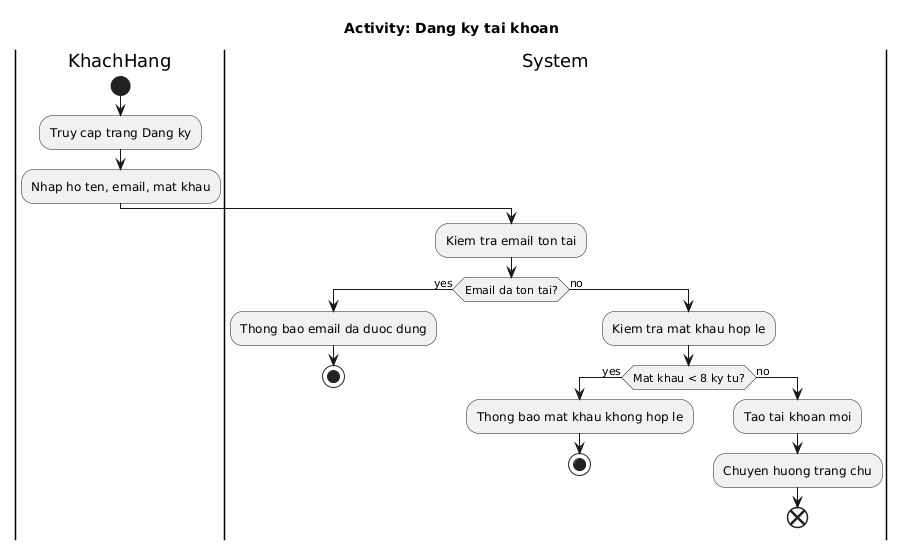 Activity: Dang ky tai khoan
KhachHang
System
Truy cap trang Dang ky
Nhap ho ten, email, mat khau
Kiem tra email ton tai
Email da ton tai?
yes
no
Thong bao email da duoc dung
Kiem tra mat khau hop le
Mat khau < 8 ky tu?
yes
no
Thong bao mat khau khong hop le
Tao tai khoan moi
Chuyen huong trang chu